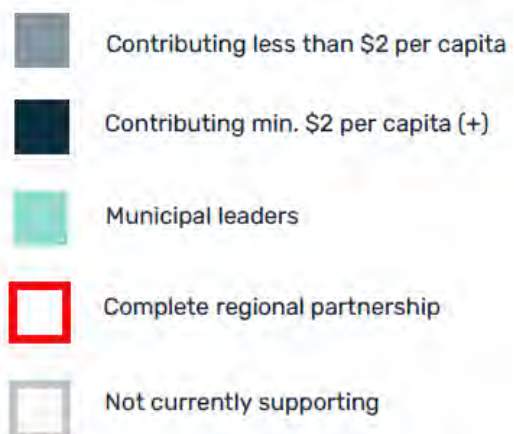 Contributing less than $2 per capita
Contributing min. $2 per capita (+)
Municipal leaders
Complete regional partnership
Not currently supporting